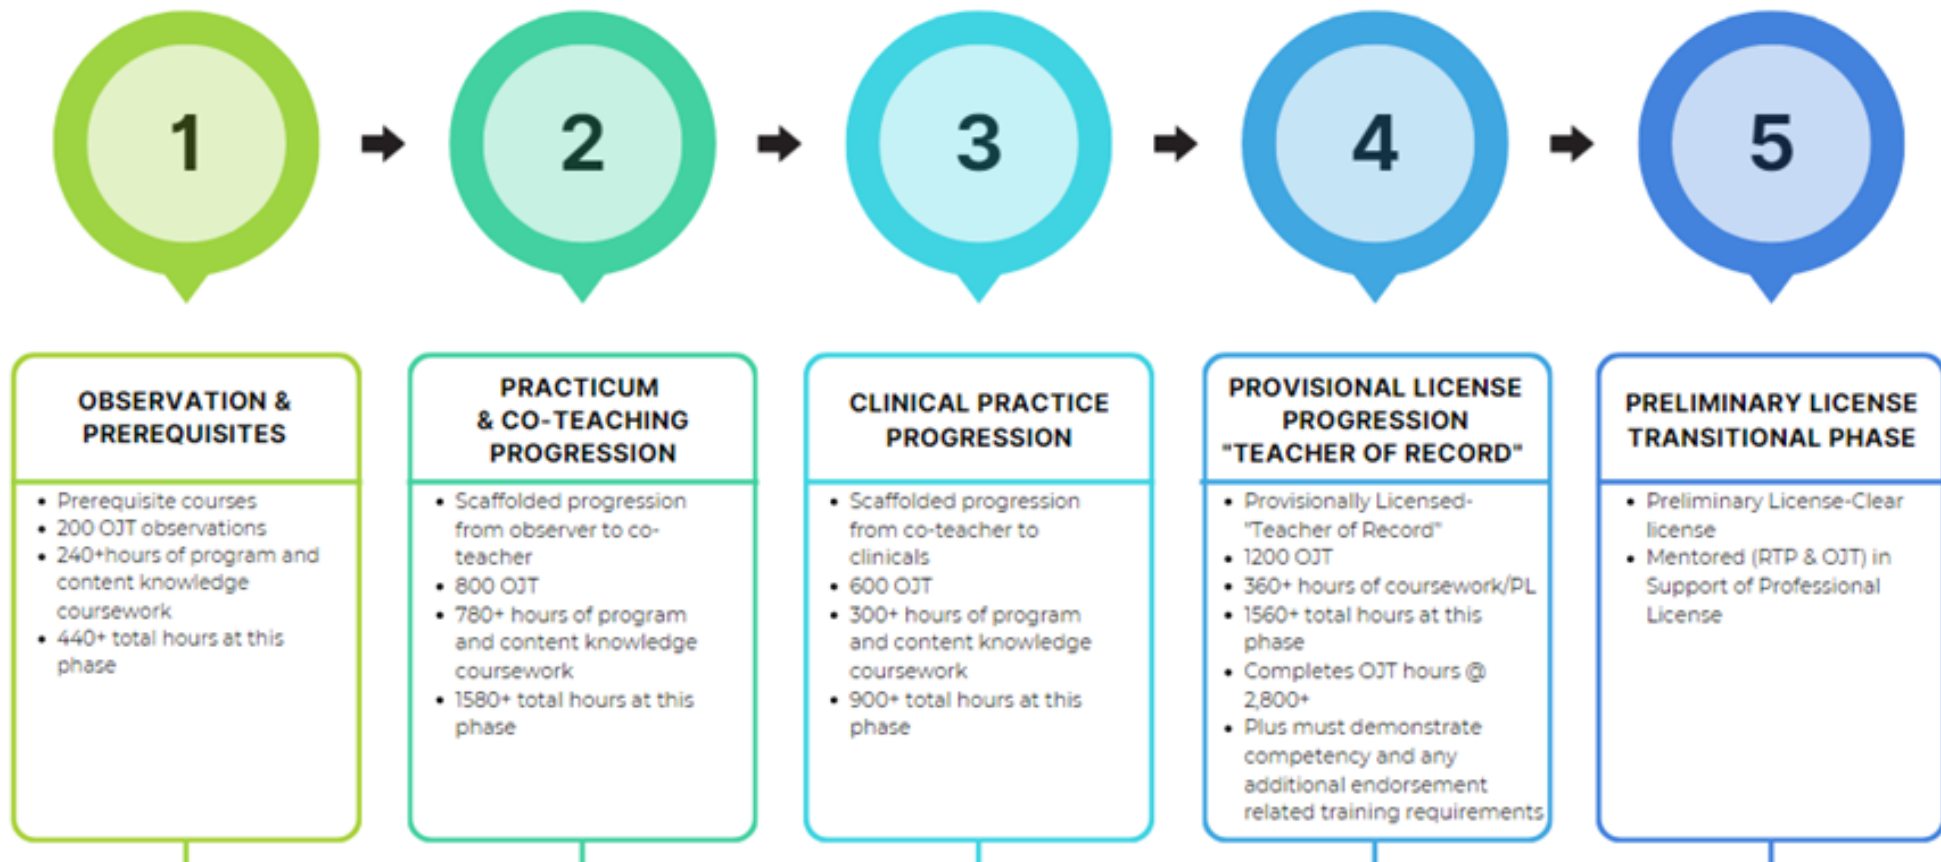 1
2
3
4
5
OBSERVATION &
PREREQUISITES
• Prerequisite courses
• 200 OJT observations
• 240+hours of program and
content knowledge
coursework
• 440+ total hours at this
phase
PRACTICUM
& CO-TEACHING
PROGRESSION
• Scaffolded progression
from observer to co-
teacher
• 800 OJT
• 780+ hours of program
and content knowledge
coursework
• 1580+ total hours at this
phase
CLINICAL PRACTICE
PROGRESSION
• Scaffolded progression
from co-teacher to
clinicals
• 600 OJT
• 300+ hours of program
and content knowledge
coursework
• 900+ total hours at this
phase
PROVISIONAL LICENSE
PROGRESSION
"TEACHER OF RECORD"
• Provisionally Licensed-
"Teacher of Record"
• 1200 OJT
• 360+ hours of coursework/PL
• 1560+ total hours at this
phase
• Completes OJT hours @
2,800+
• Plus must demonstrate
competency and any
additional endorsement
related training requirements
PRELIMINARY LICENSE
TRANSITIONAL PHASE
• Preliminary License-Clear
license
• Mentored (RTP & OJT) in
Support of Professional
License